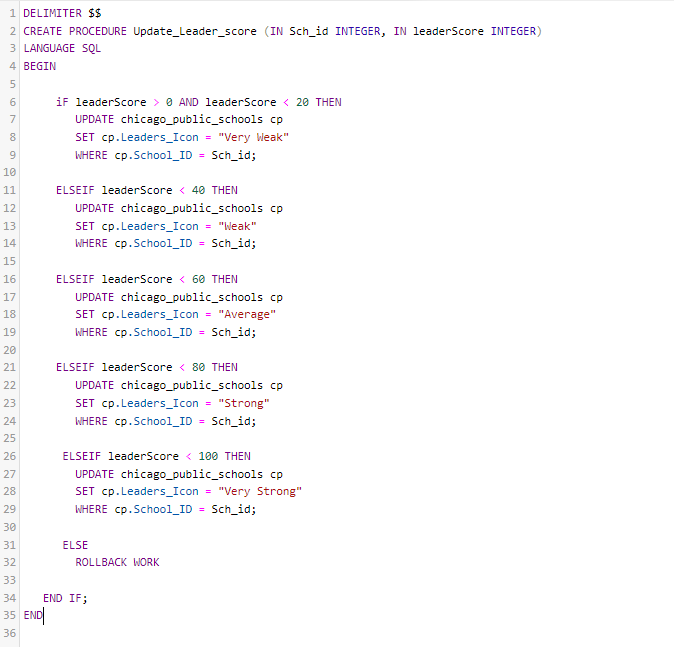 1 DELIMITER $$
2 CREATE PROCEDURE Update_Leader_score (IN Sch_id INTEGER, IN leaderScore INTEGER)
3 LANGUAGE SQL
4 BEGIN
5
6 iF leaderScore > 0 AND leaderScore < 20 THEN
7 UPDATE chicago_public_schools cp
8 SET cp.Leaders_Icon = "Very Weak"
9 WHERE cp.School_ID = Sch_id;
10
11 ELSEIF leaderScore < 40 THEN
12 UPDATE chicago_public_schools cp
13 SET cp.Leaders_Icon = "Weak"
14 WHERE cp.School_ID = Sch_id;
15
16 ELSEIF leaderScore < 60 THEN
17 UPDATE chicago_public_schools cp
18 SET cp.Leaders_Icon = "Average"
19 WHERE cp.School_ID = Sch_id;
20
21 ELSEIF leaderScore < 80 THEN
22 UPDATE chicago_public_schools cp
23 SET cp.Leaders_Icon = "Strong"
24 WHERE cp.School_ID = Sch_id;
25
26 ELSEIF leaderScore < 100 THEN
27 UPDATE chicago_public_schools cp
28 SET cp.Leaders_Icon = "Very Strong"
29 WHERE cp.School_ID = Sch_id;
30
31 ELSE
32 ROLLBACK WORK
33
34 END IF;
35 END
36